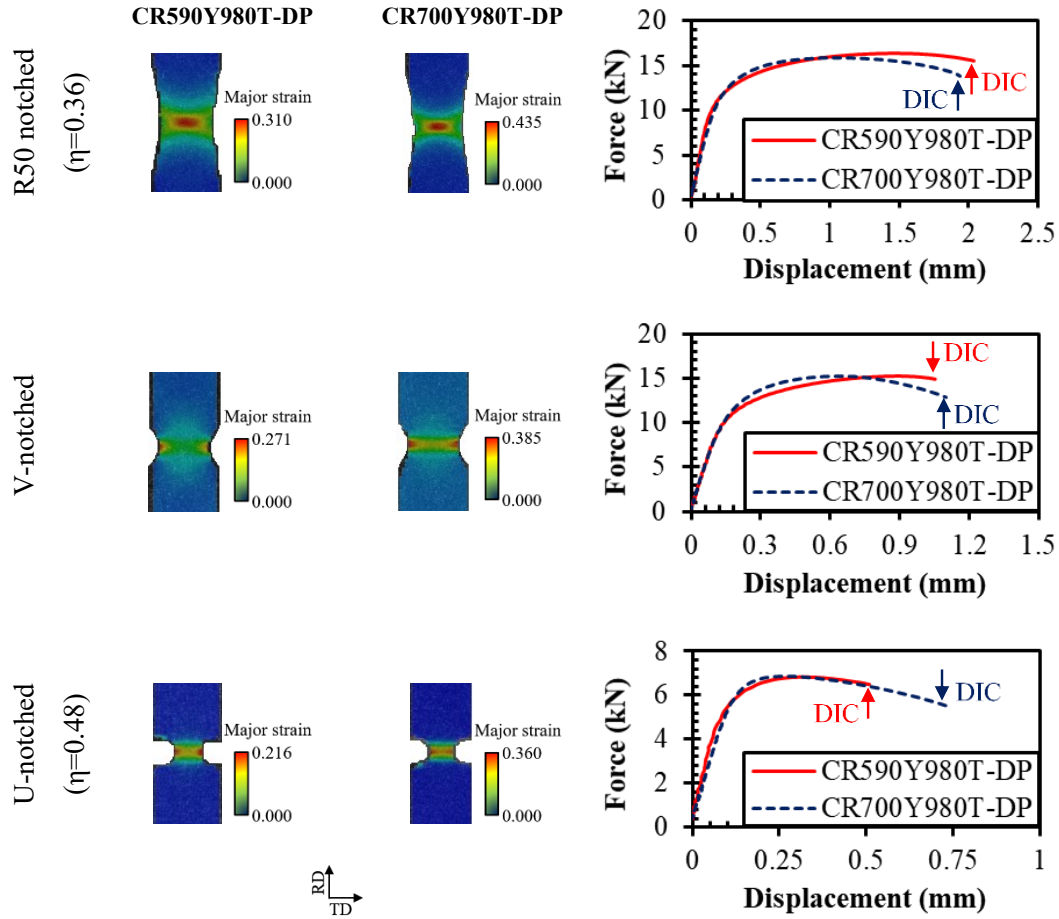 CR590Y980T-DP
CR700Y980T-DP
R50 notched
(η=0.36)
Major strain
0.310
0.000
Major strain
0.435
0.000
Force (kN)
20
15
10
5
0
DIC
DIC
CR590Y980T-DP
CR700Y980T-DP
0
0.5
1
1.5
2
2.5
Displacement (mm)
V-notched
Major strain
0.271
0.000
Major strain
0.385
0.000
Force (kN)
20
15
10
5
0
DIC
DIC
CR590Y980T-DP
CR700Y980T-DP
0
0.3
0.6
0.9
1.2
1.5
Displacement (mm)
U-notched
(η=0.48)
Major strain
0.216
0.000
Major strain
0.360
0.000
Force (kN)
8
6
4
2
0
DIC
DIC
CR590Y980T-DP
CR700Y980T-DP
0
0.25
0.5
0.75
1
Displacement (mm)
RD
TD